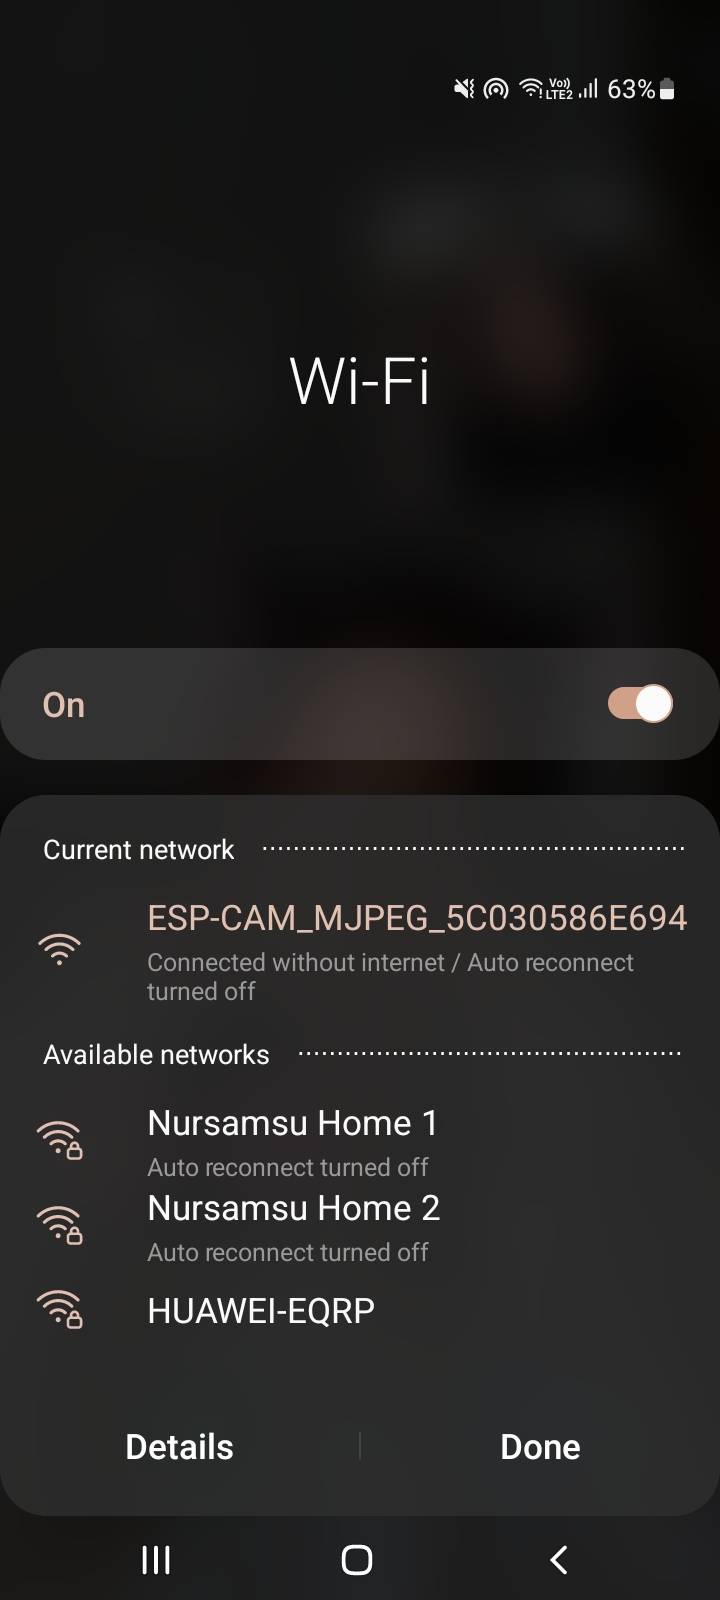 Vo))
LTE2
63%
Wi-Fi
On
Current network
ESP-CAM_MJPEG_5C030586E694
Connected without internet / Auto reconnect
turned off
Available networks
Nursamsu Home 1
Auto reconnect turned off
Nursamsu Home 2
Auto reconnect turned off
HUAWEI-EQRP
Details
Done